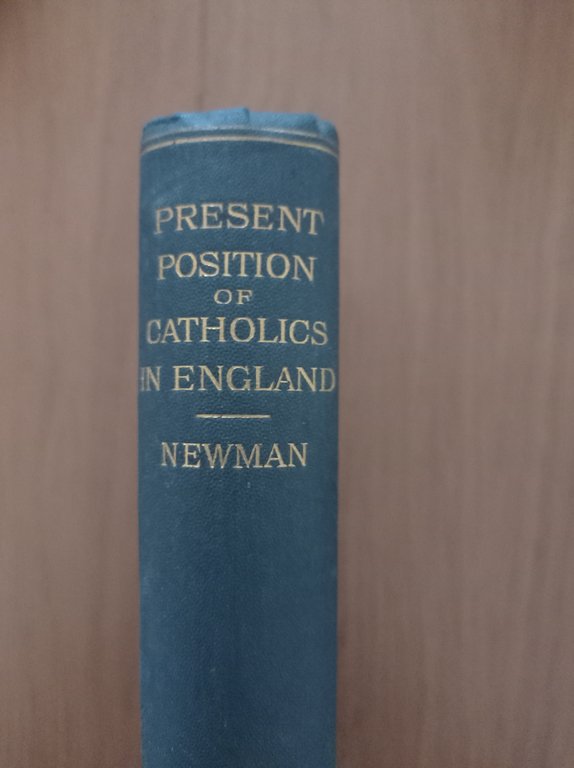 PRESENT
POSITION
OF
CATHOLICS
IN ENGLAND
NEWMAN